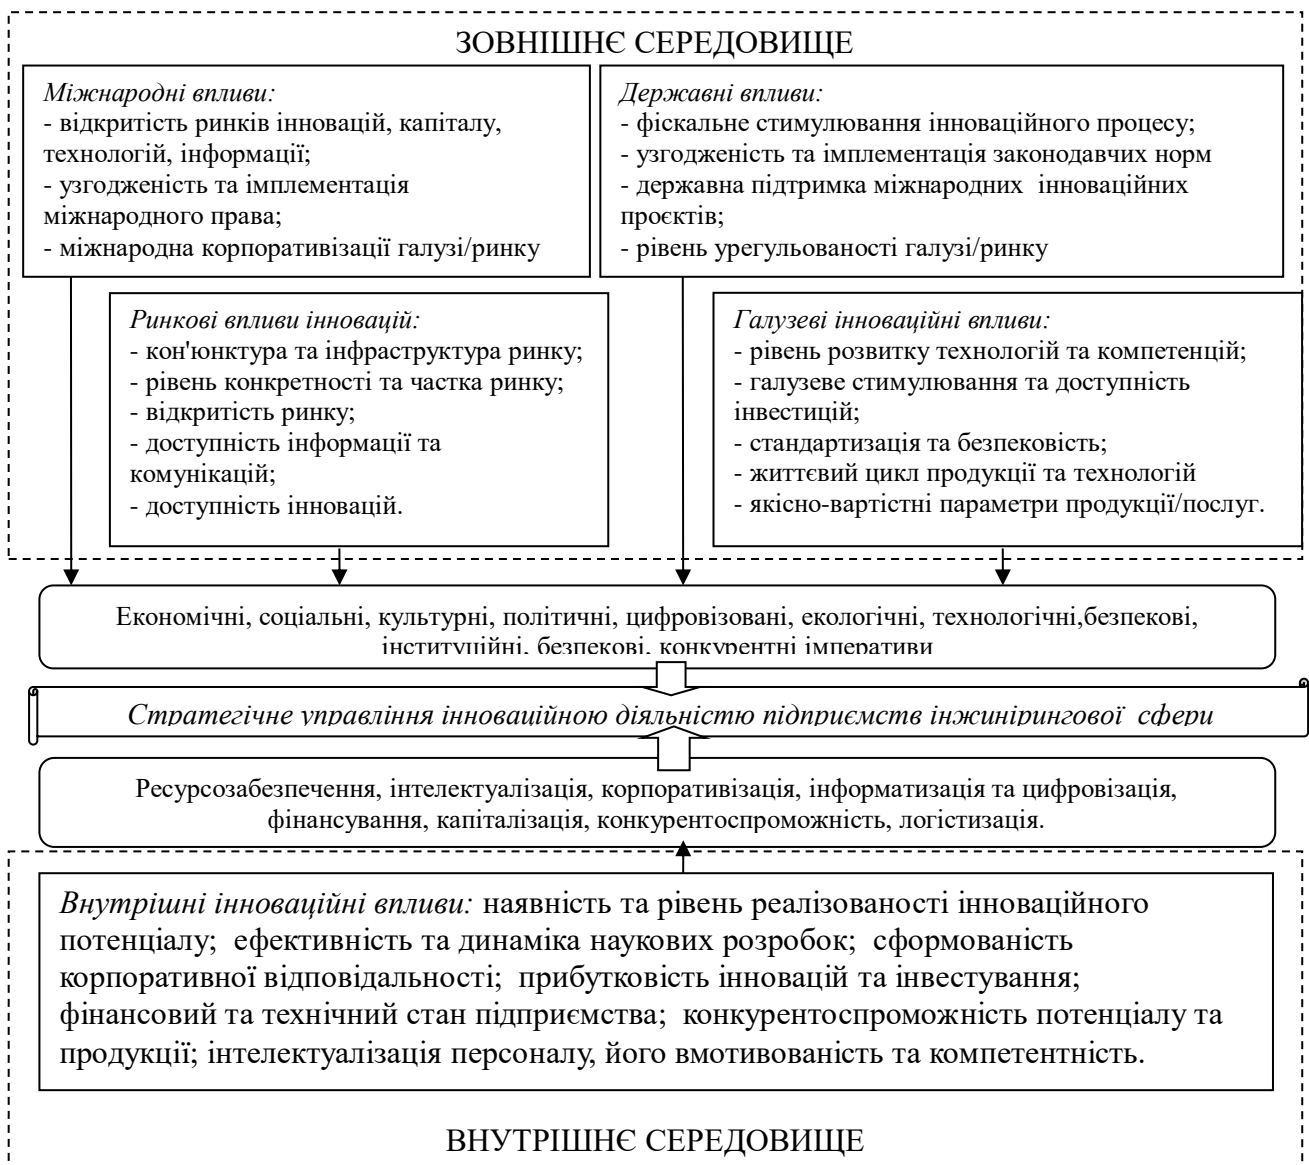 ЗОВНІШНЄ СЕРЕДОВИЩЕ
Міжнародні впливи:
- відкритість ринків інновацій, капіталу,
технологій, інформації;
- узгодженість та імплементація
міжнародного права;
- міжнародна корпоративізації галузі/ринку
Державні впливи:
- фіскальне стимулювання інноваційного процесу;
- узгодженість та імплементація законодавчих норм
- державна підтримка міжнародних  інноваційних
проєктів;
- рівень урегульованості галузі/ринку
Ринкові впливи інновацій:
- кон'юнктура та інфраструктура ринку;
- рівень конкретності та частка ринку;
- відкритість ринку;
- доступність інформації та
комунікацій;
- доступність інновацій.
Галузеві інноваційні впливи:
- рівень розвитку технологій та компетенцій;
- галузеве стимулювання та доступність
інвестицій;
- стандартизація та безпековість;
- життєвий цикл продукції та технологій
- якісно-вартістні параметри продукції/послуг.
Економічні, соціальні, культурні, політичні, цифровізовані, екологічні, технологічні,безпекові,
інституційні, безпекові, конкурентні імперативи
Стратегічне управління інноваційною діяльністю підприємств інжинірингової  сфери
Ресурсозабезпечення, інтелектуалізація, корпоративізація, інформатизація та цифровізація,
фінансування, капіталізація, конкурентоспроможність, логістизація.
Внутрішні інноваційні впливи: наявність та рівень реалізованості інноваційного
потенціалу;  ефективність та динаміка наукових розробок;  сформованість
корпоративної відповідальності;  прибутковість інновацій та інвестування;
фінансовий та технічний стан підприємства;  конкурентоспроможність потенціалу та
продукції; інтелектуалізація персоналу, його вмотивованість та компетентність.
ВНУТРІШНЄ СЕРЕДОВИЩЕ